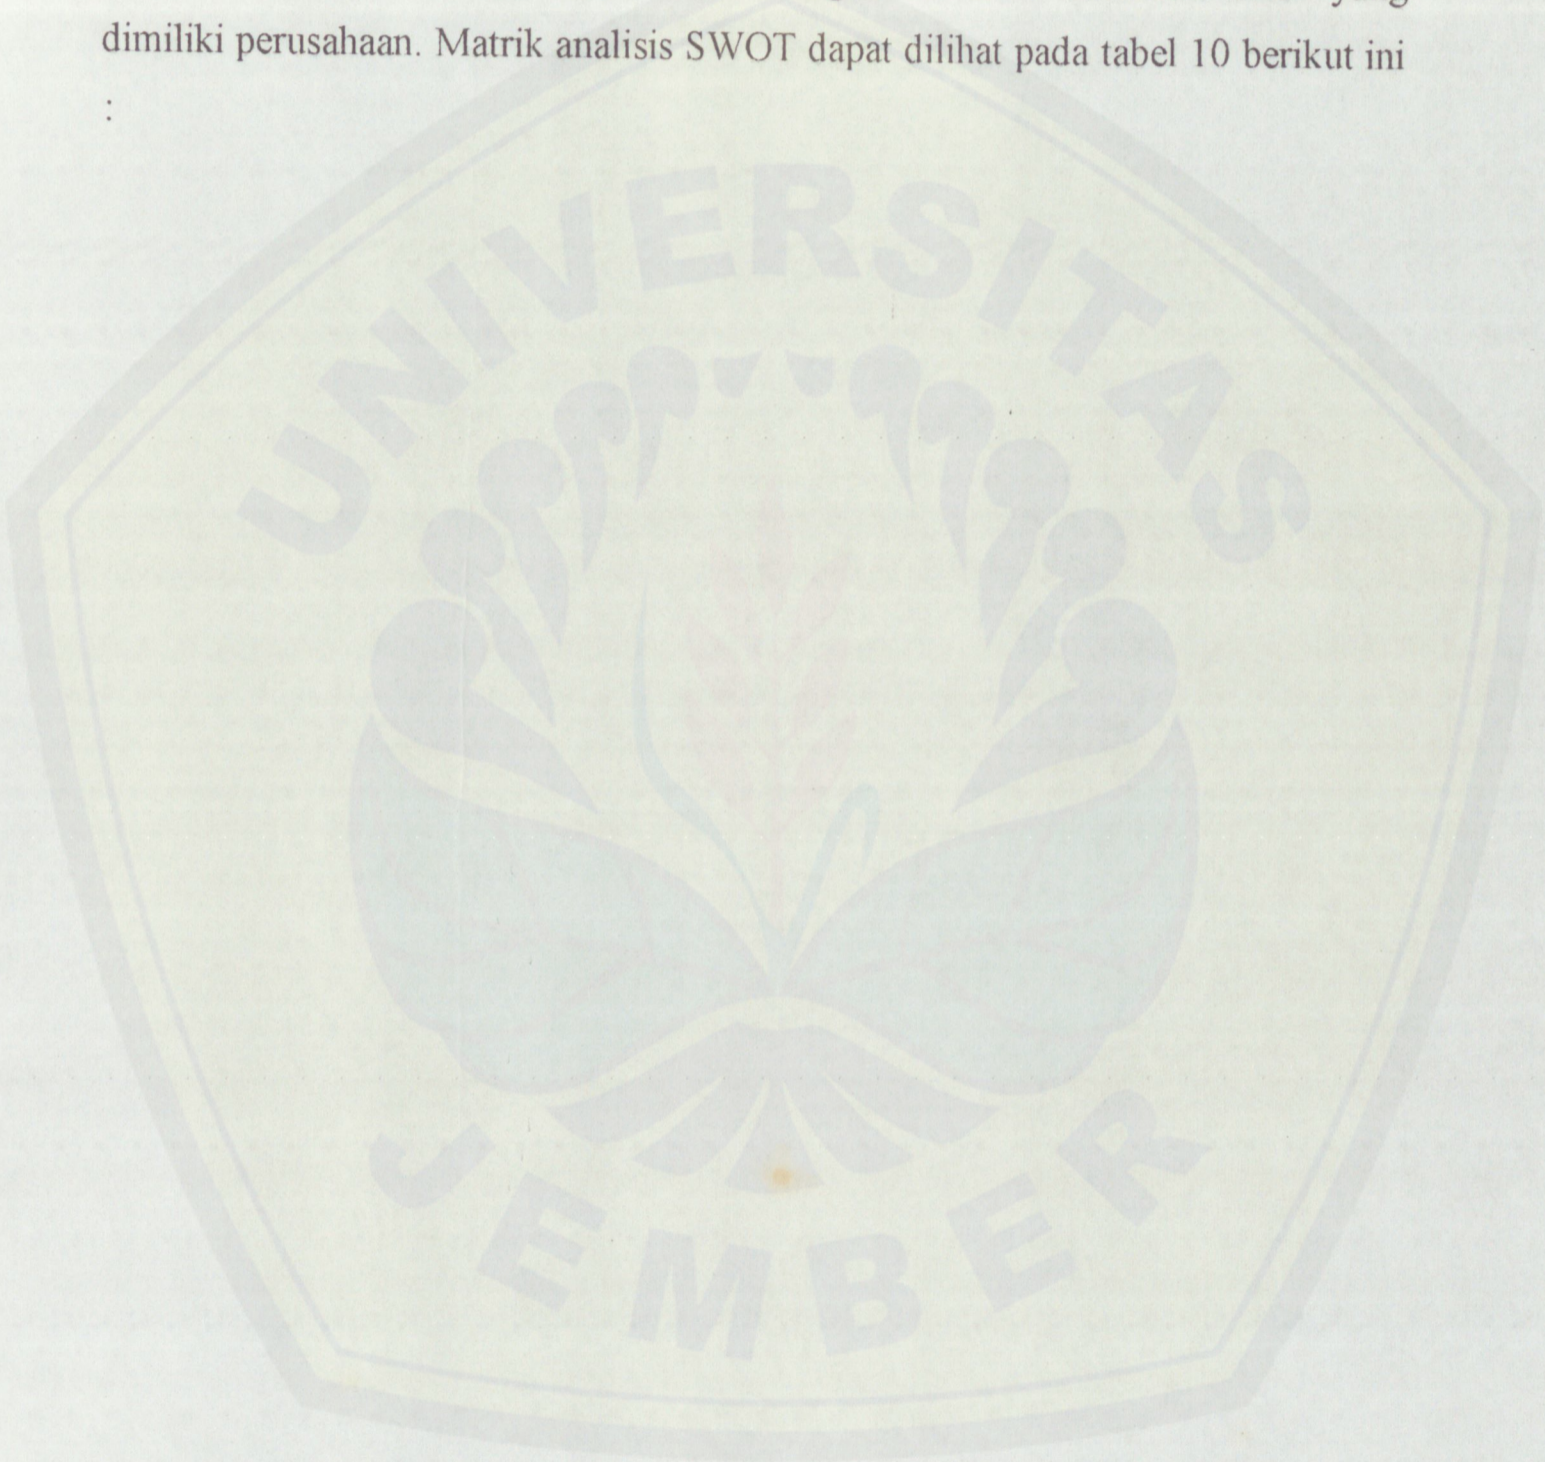 dimiliki perusahaan. Matrik analisis SWOT dapat dilihat pada tabel 10 berikut ini
:
UNIVERSITAS
JEMBER